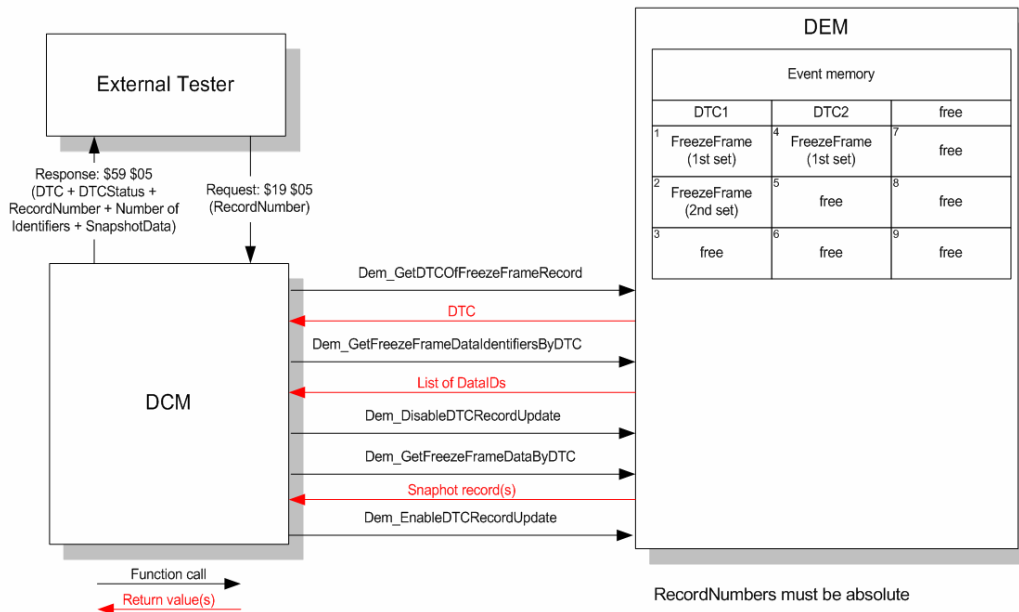 External Tester
Response: $59 $05
(DTC + DTCStatus +
RecordNumber + Number of
Identifiers + SnapshotData)
Request: $19 $05
(RecordNumber)
DCM
Dem_GetDTCOfFreezeFrameRecord
DTC
Dem_GetFreezeFrameDataIdentifiersByDTC
List of DataIDs
Dem_DisableDTCRecordUpdate
Dem_GetFreezeFrameDataByDTC
Snaphot record(s)
Dem_EnableDTCRecordUpdate
Function call
Return value(s)
DEM
Event memory
DTC1 DTC2 free
1 FreezeFrame
(1st set)
4 FreezeFrame
(1st set)
7 free
2 FreezeFrame
(2nd set)
5 free
8 free
3 free
6 free
9 free
RecordNumbers must be absolute